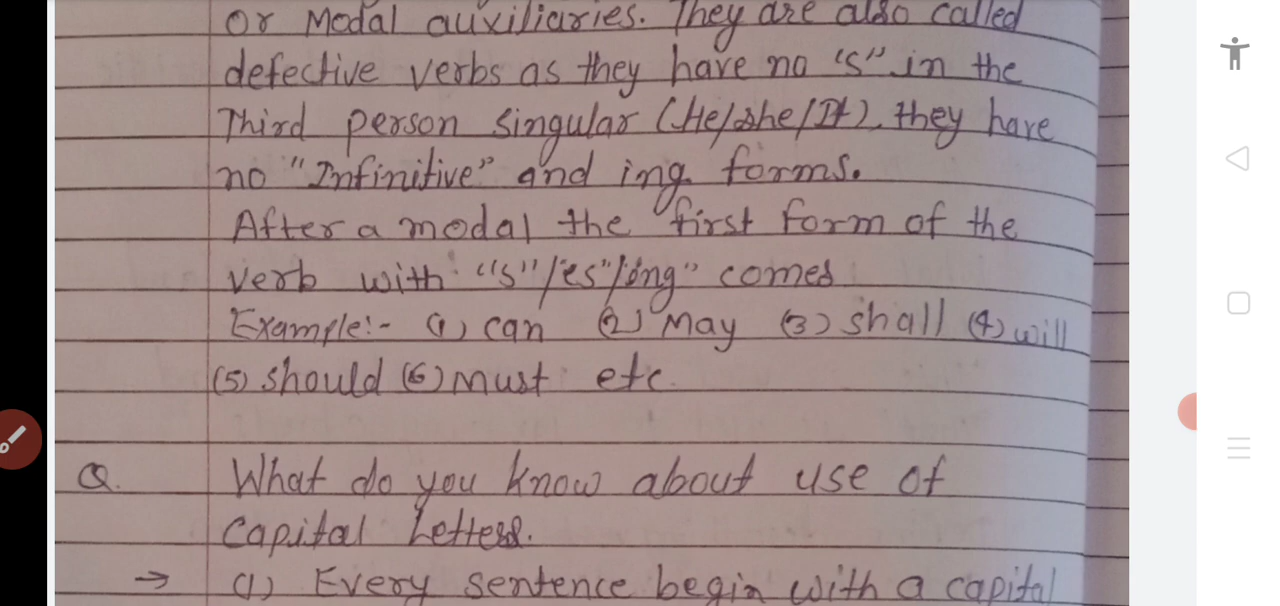 or Modal auxiliaries. They are also called
defective verbs as they have no "s" in the
Third person singular (He/she/It), they have
no "Infinitive" and ing forms.
After a modal the first form of the
verb with "s"/"es"/ing" comes
Example:- (1) can (2) May (3) shall (4) will
(5) should (6) Must etc.
Q. What do you know about use of
Capital Letters.
→ (1) Every sentence begin with a capital